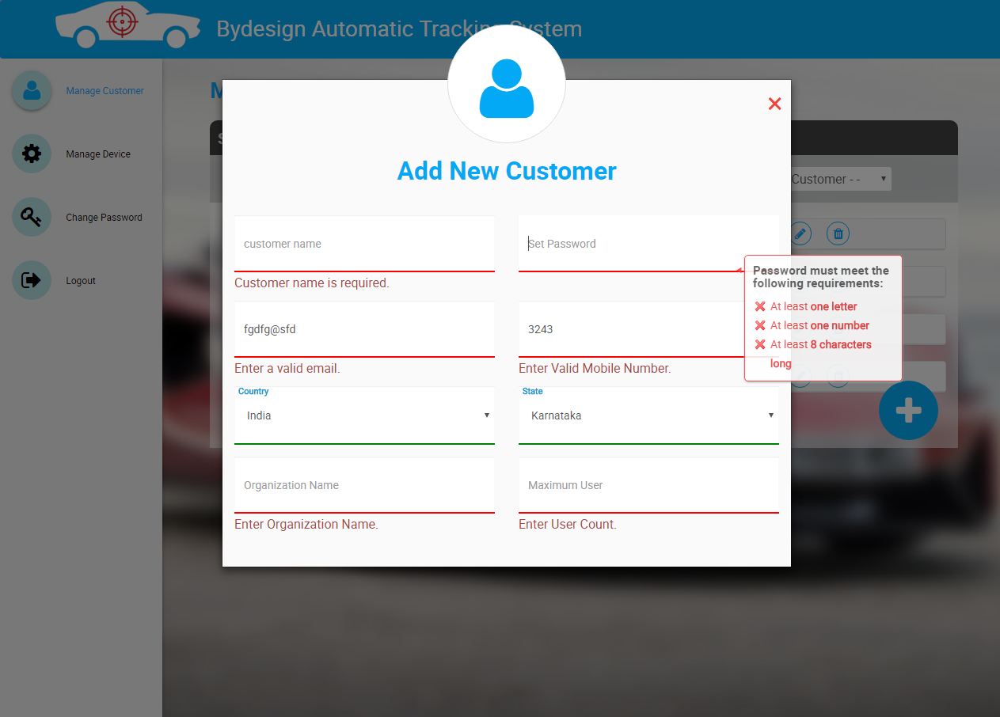 Bydesign Automatic Tracking System
Manage Customer
Manage Device
Change Password
Logout
Add New Customer
Customer - -
customer name
Set Password
Customer name is required.
Password must meet the
following requirements:
At least one letter
At least one number
At least 8 characters
long
fgdfg@sfd
3243
Enter a valid email.
Enter Valid Mobile Number.
Country
State
India
Karnataka
Organization Name
Maximum User
Enter Organization Name.
Enter User Count.